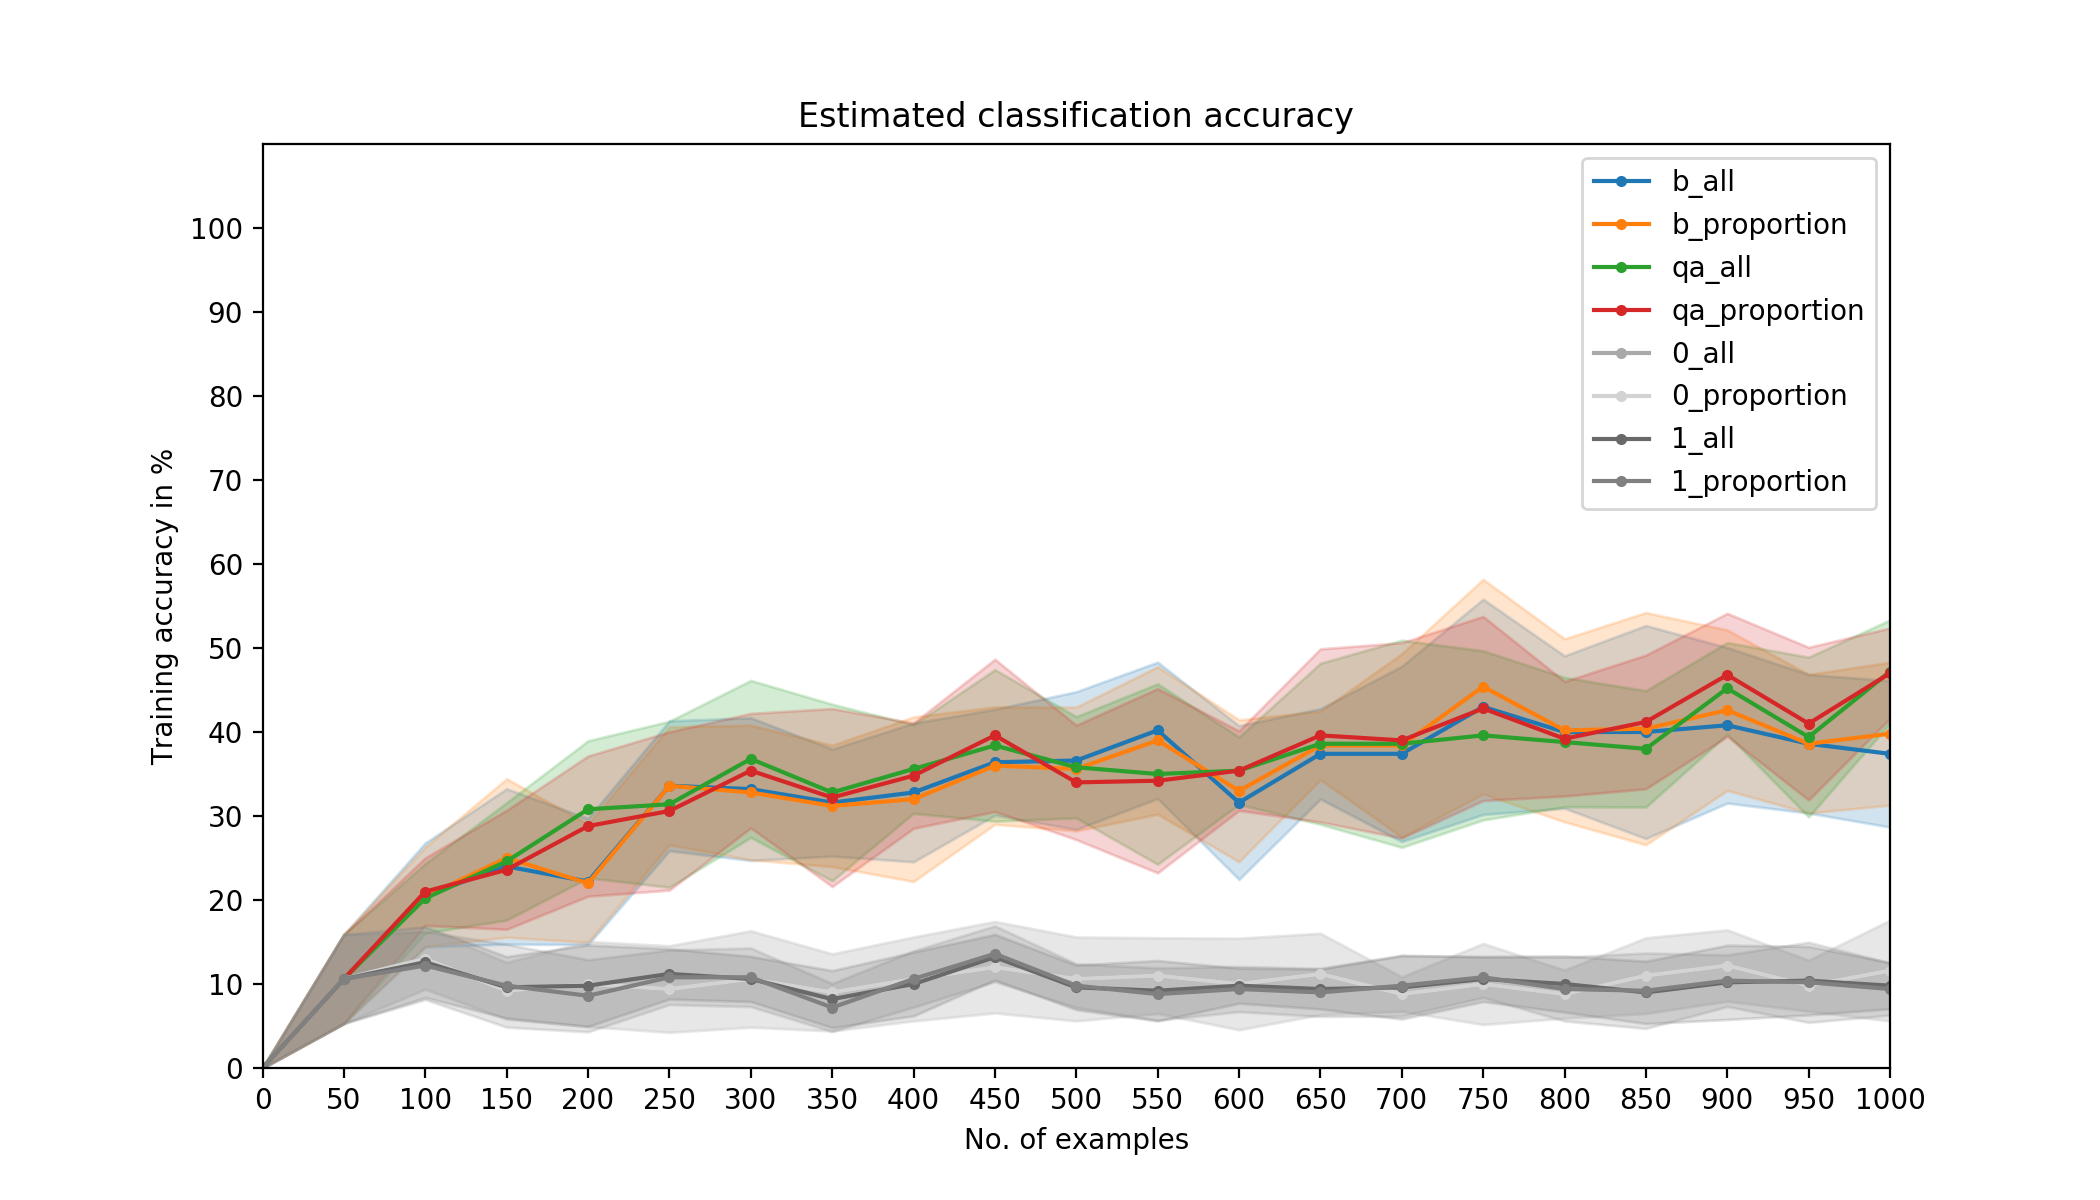 Estimated classification accuracy
b_all
b_proportion
qa_all
qa_proportion
0_all
0_proportion
1_all
1_proportion
100
90
80
70
60
50
40
30
20
10
0
Training accuracy in %
0 50 100 150 200 250 300 350 400 450 500 550 600 650 700 750 800 850 900 950 1000
No. of examples